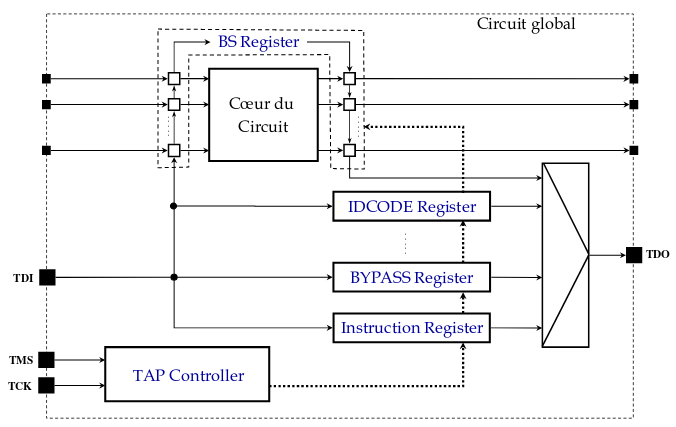 Circuit global
BS Register
Cœur du
Circuit
IDCODE Register
TDO
TDI
BYPASS Register
Instruction Register
TMS
TAP Controller
TCK